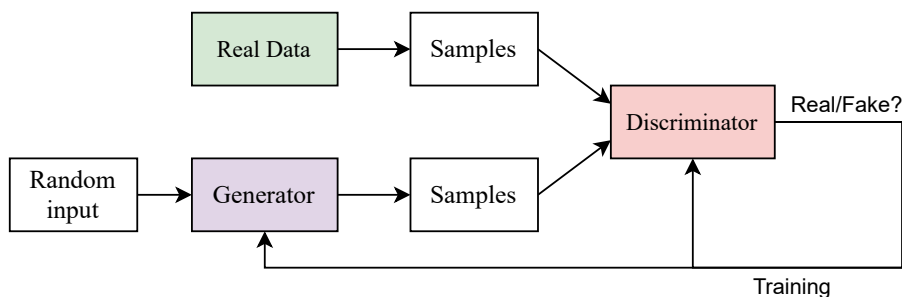 Real Data
Samples
Discriminator
Real/Fake?
Random
input
Generator
Samples
Training